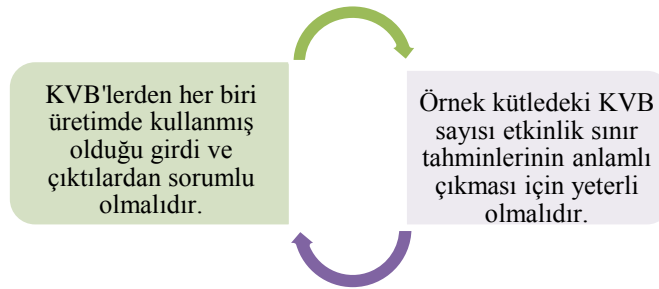 KVB'lerden her biri
üretimde kullanmış
olduğu girdi ve
çıktılardan sorumlu
olmalıdır.
Örnek kütledeki KVB
sayısı etkinlik sınır
tahminlerinin anlamlı
çıkması için yeterli
olmalıdır.